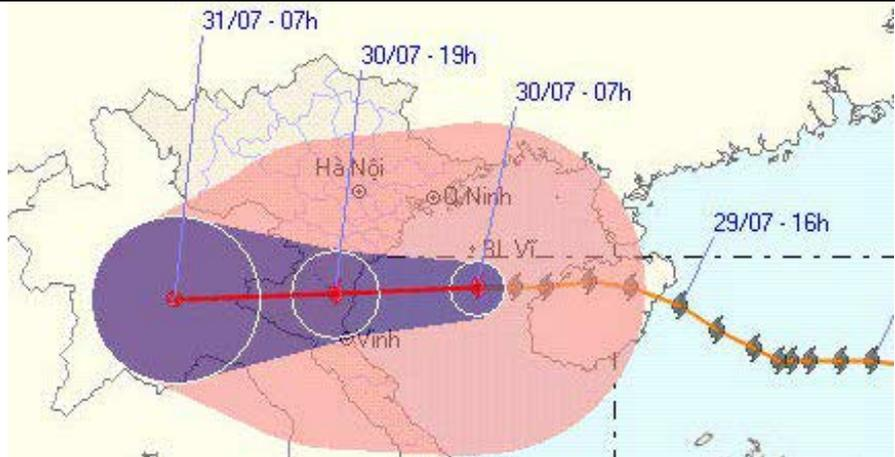 31/07 - 07h
30/07 - 19h
30/07 - 07h
Hà Nội
Q.Ninh
29/07 - 16h
BL Vĩ
Vinh